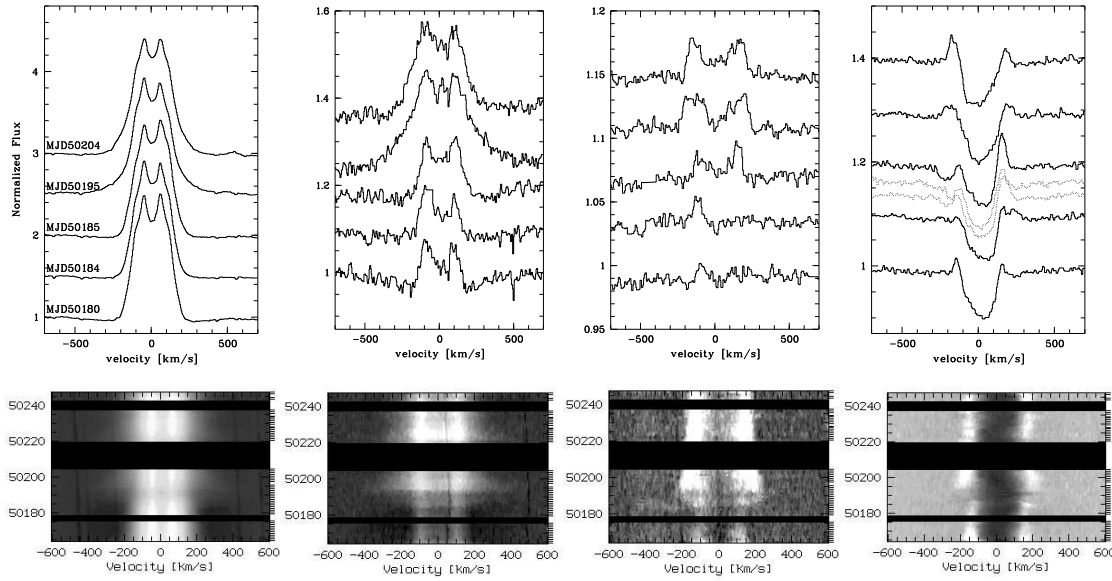 1.6
1.2
4
3
2
1
Normalized Flux
MJD50204
MJD50195
MJD50185
MJD50184
MJD50180
-500 0 500
velocity [km/s]
1.4
1.2
1
-500 0 500
velocity [km/s]
1.15
1.1
1.05
1
0.95
-500 0 500
velocity [km/s]
1.4
1.2
1
-500 0 500
velocity [km/s]
50240
50220
50200
50180
-600 -400 -200 0 200 400 600
Velocity [km/s]
50240
50220
50200
50180
-600 -400 -200 0 200 400 600
Velocity [km/s]
50240
50220
50200
50180
-600 -400 -200 0 200 400 600
Velocity [km/s]
50240
50220
50200
50180
-600 -400 -200 0 200 400 600
Velocity [km/s]